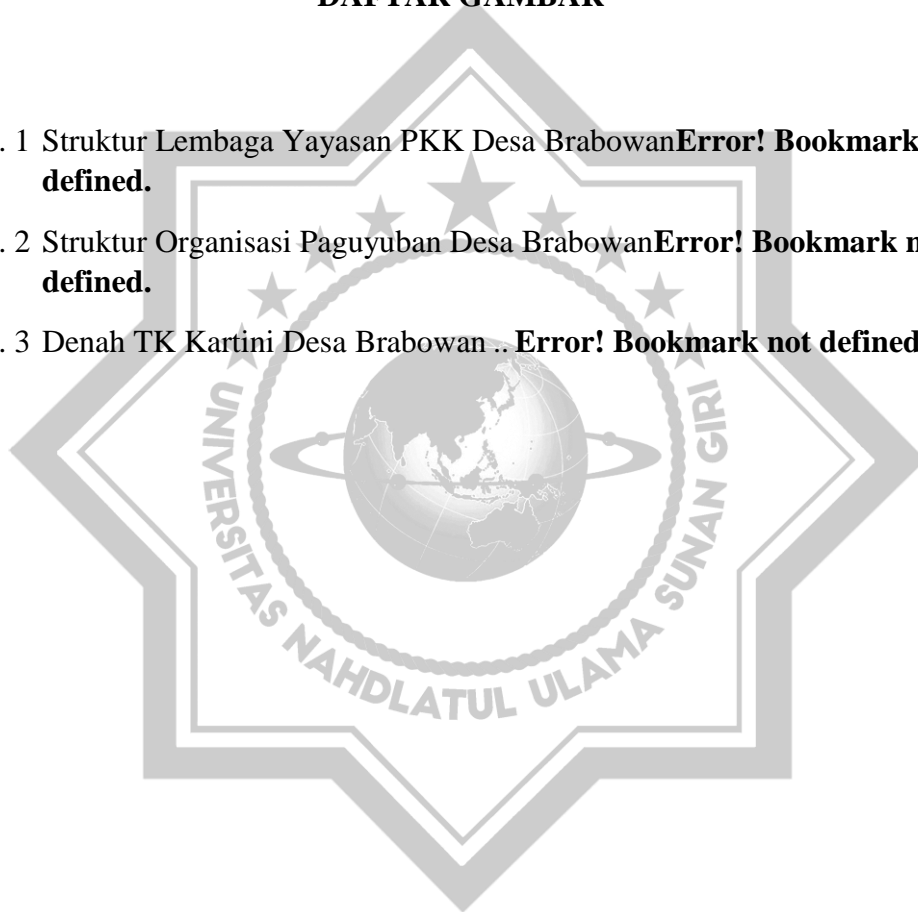 DAFTAR GAMBAR
. 1 Struktur Lembaga Yayasan PKK Desa BrabowanError! Bookmark
defined.
. 2 Struktur Organisasi Paguyuban Desa BrabowanError! Bookmark n
defined.
. 3 Denah TK Kartini Desa Brabowan .. Error! Bookmark not defined
UNIVERSITAS NAHDLATUL ULAMA SUNAN GIRI